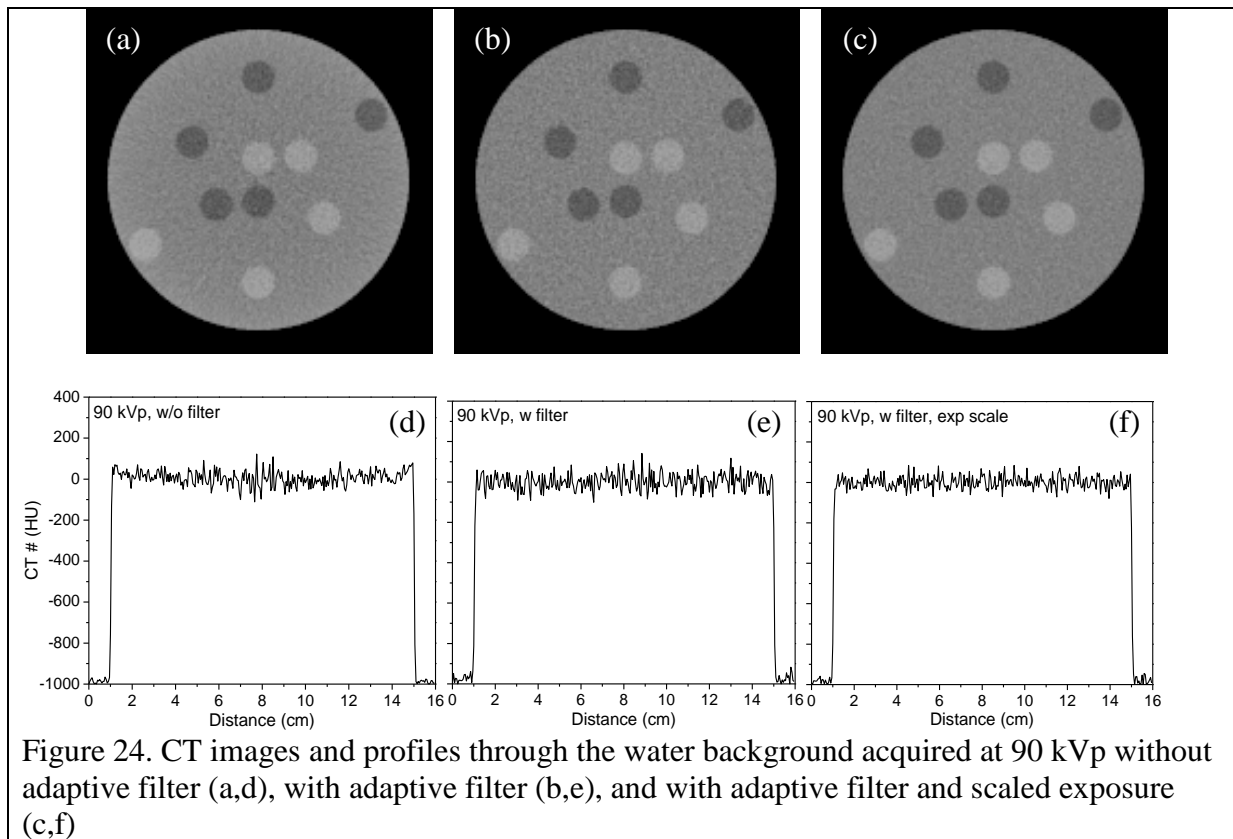 (a) (b) (c)
400
200
0
-200
-400
-600
-800
-1000
CT # (HU)
90 kVp, w/o filter (d)
0 2 4 6 8 10 12 14 16
Distance (cm)
90 kVp, w filter (e)
0 2 4 6 8 10 12 14 16
Distance (cm)
90 kVp, w filter, exp scale (f)
0 2 4 6 8 10 12 14 16
Distance (cm)
Figure 24. CT images and profiles through the water background acquired at 90 kVp without
adaptive filter (a,d), with adaptive filter (b,e), and with adaptive filter and scaled exposure
(c,f)